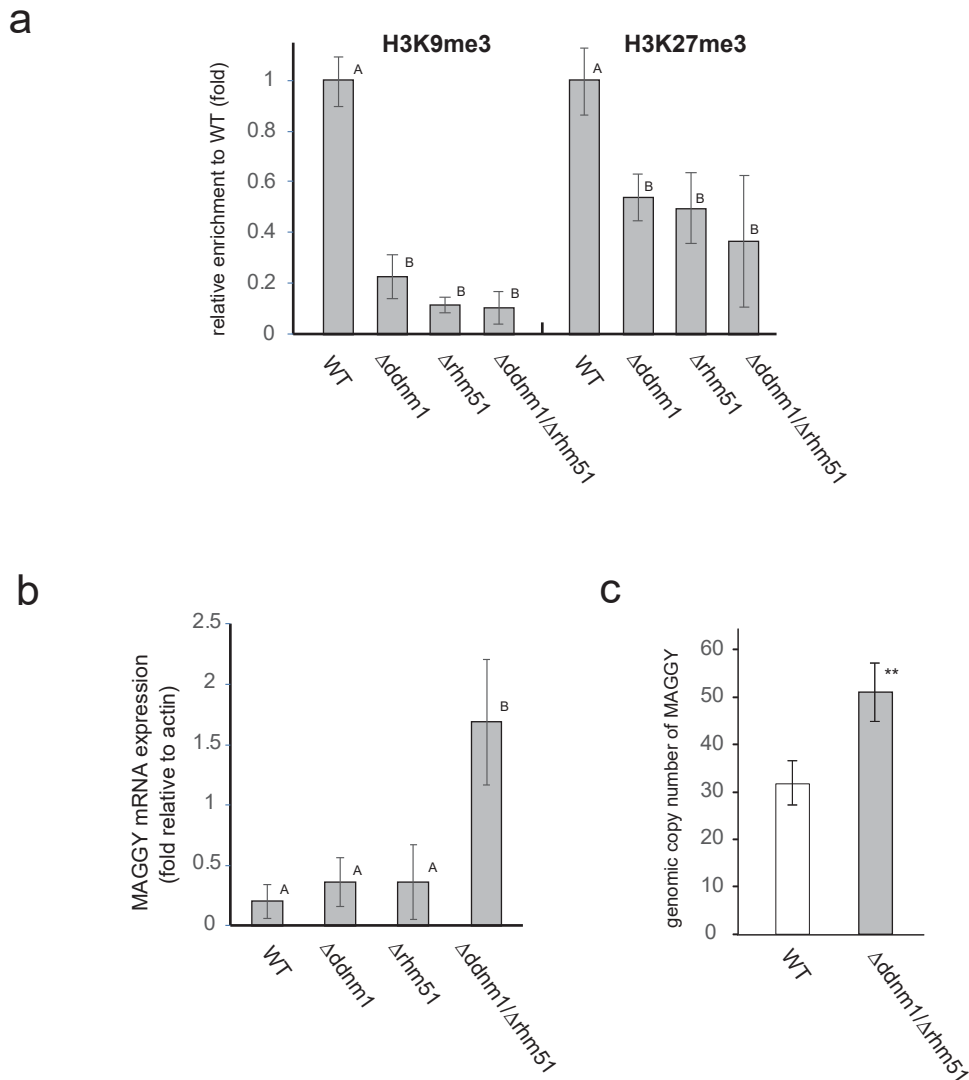 a
H3K9me3 H3K27me3
relative enrichment to WT (fold)
1
0.8
0.6
0.4
0.2
0
A
B
B
B
A
B
B
B
WT
Δddnm1
Δrhm51
Δddnm1/Δrhm51
WT
Δddnm1
Δrhm51
Δddnm1/Δrhm51
b
MAGGY mRNA expression
(fold relative to actin)
2.5
2
1.5
1
0.5
0
A
A
A
B
WT
Δddnm1
Δrhm51
Δddnm1/Δrhm51
c
genomic copy number of MAGGY
60
50
40
30
20
10
0
**
WT
Δddnm1/Δrhm51